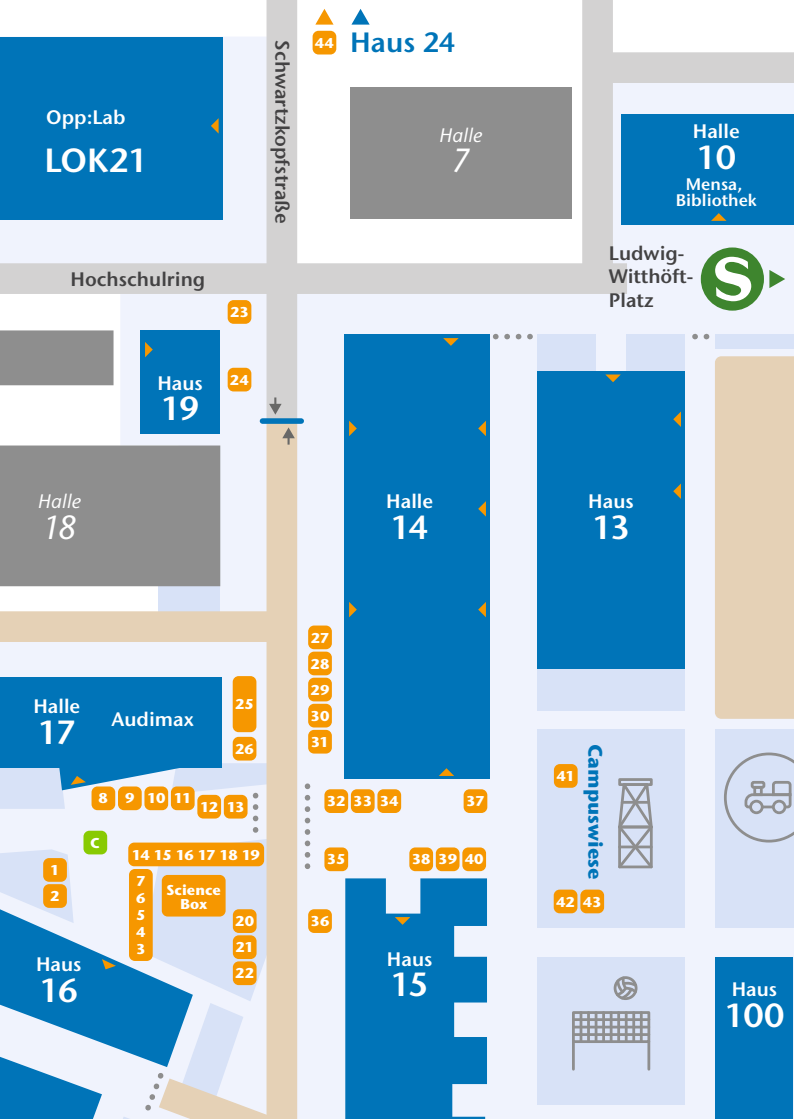 44 Haus 24
Schwartzkopfstraße
Opp:Lab
LOK21
Halle
7
Halle
10
Mensa,
Bibliothek
Ludwig-
Witthöft-
Platz
S
Hochschulring
23
24
Haus
19
Halle
18
Halle
14
Haus
13
27
28
29
30
31
Halle
17
Audimax
25
26
8 9 10 11
12 13
C
14 15 16 17 18 19
1
2
7
6
5
4
3
Science
Box
20
21
22
32 33 34
37
35
38 39 40
36
41
Campuswiese
42 43
Haus
16
Haus
15
Haus
100